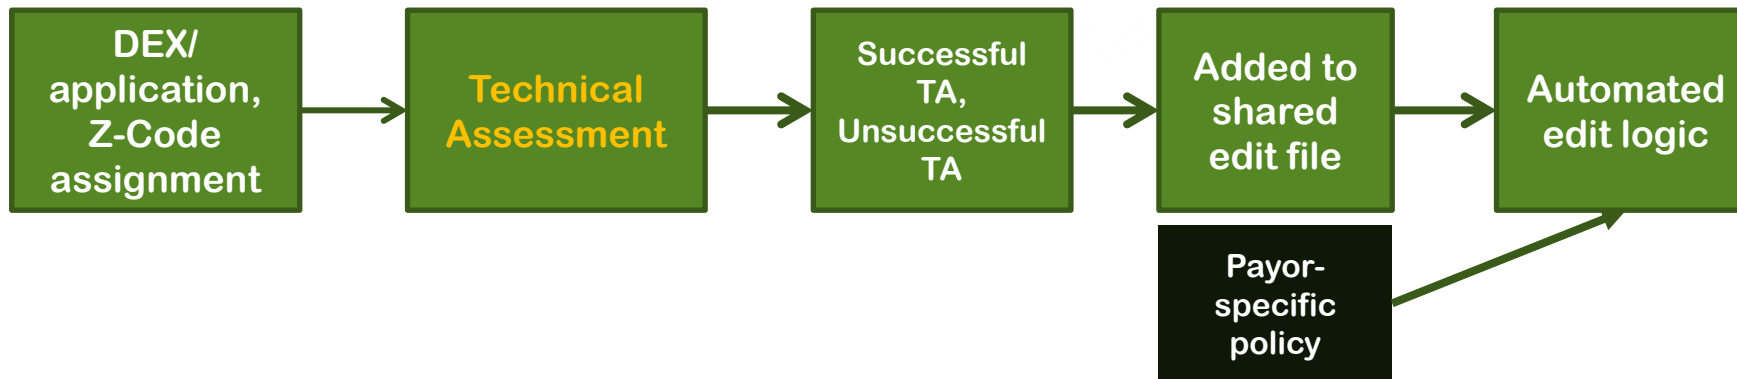 DEX/
application,
Z-Code
assignment
Technical
Assessment
Successful
TA,
Unsuccessful
TA
Added to
shared
edit file
Automated
edit logic
Payor-
specific
policy